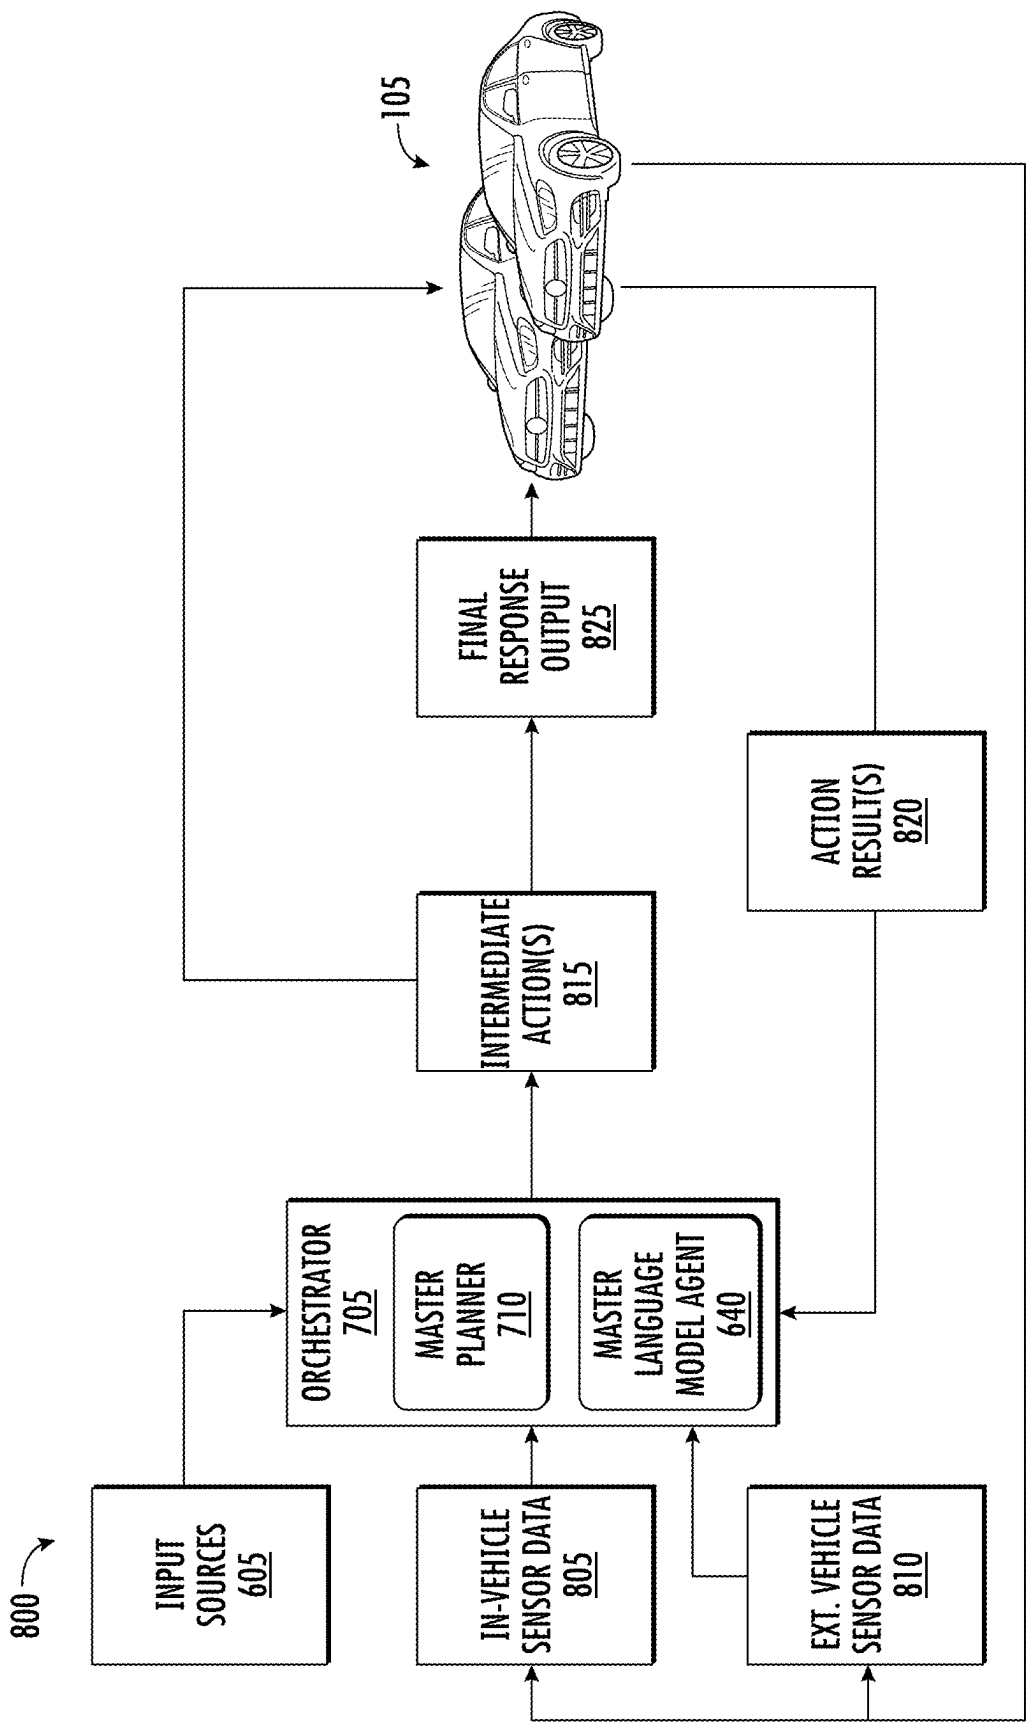 800
INPUT
SOURCES
605
IN-VEHICLE
SENSOR DATA
805
EXT. VEHICLE
SENSOR DATA
810
ORCHESTRATOR
705
MASTER
PLANNER
710
MASTER
LANGUAGE
MODEL AGENT
640
INTERMEDIATE
ACTION(S)
815
FINAL
RESPONSE
OUTPUT
825
ACTION
RESULT(S)
820
105